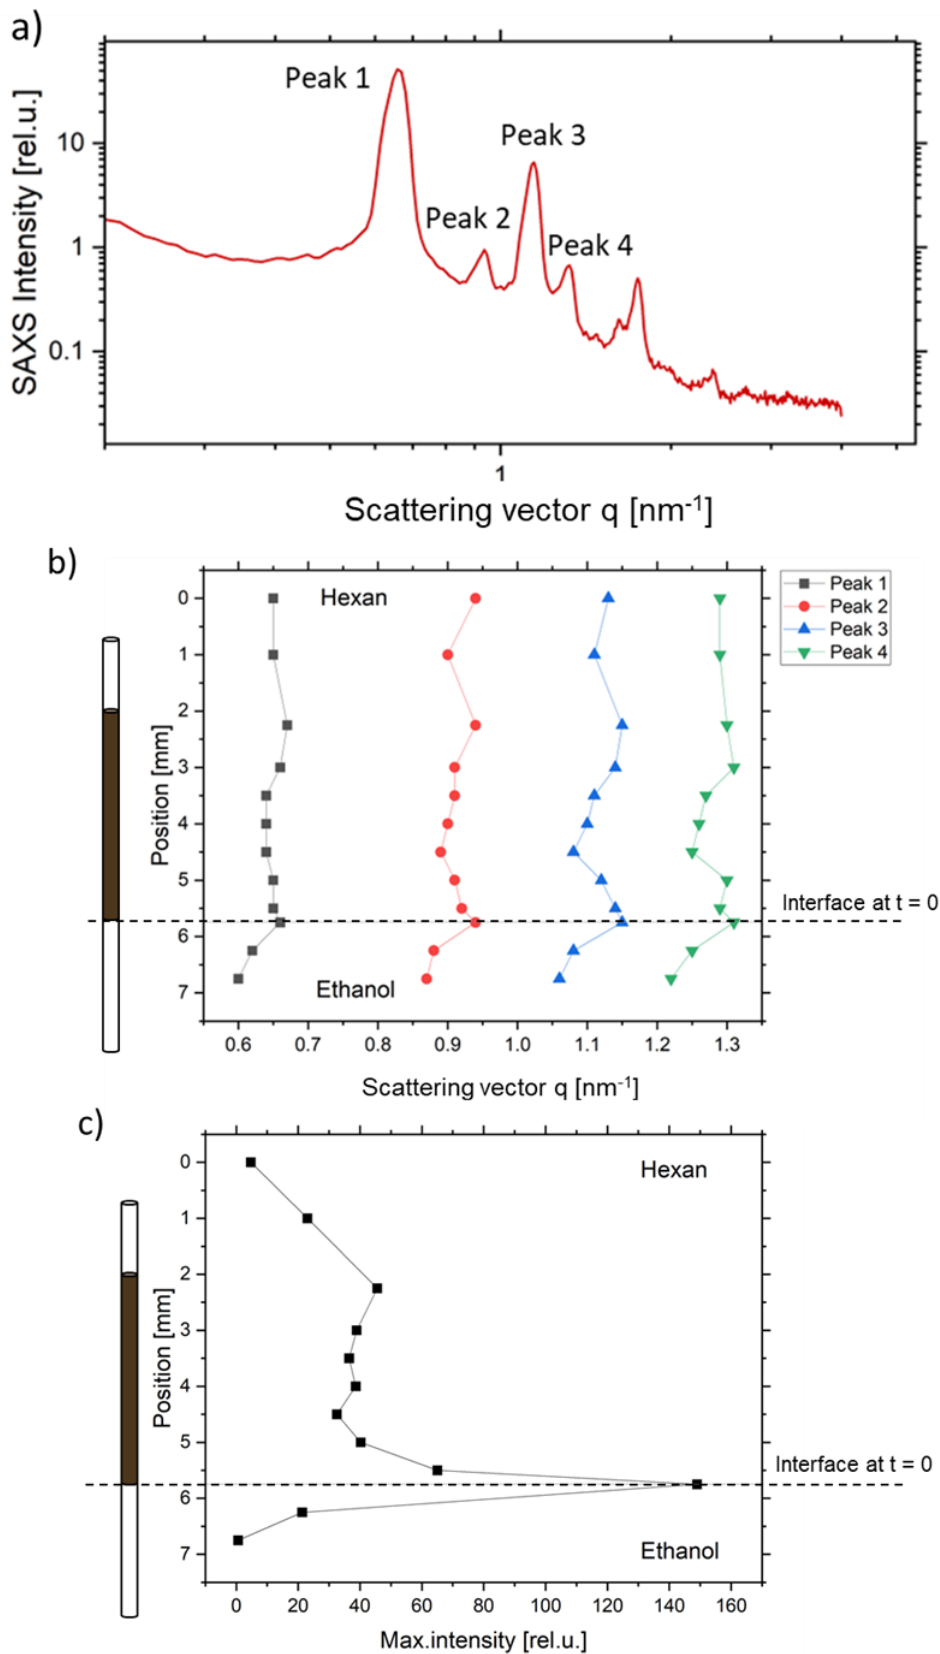 a)
SAXS Intensity [rel.u.]
10
1
0.1
Peak 1
Peak 2
Peak 3
Peak 4
1
Scattering vector q [nm-1]
b)
Position [mm]
0
1
2
3
4
5
6
7
Hexan
Ethanol
Peak 1
Peak 2
Peak 3
Peak 4
Interface at t = 0
0.6 0.7 0.8 0.9 1.0 1.1 1.2 1.3
Scattering vector q [nm-1]
c)
Position [mm]
0
1
2
3
4
5
6
7
Hexan
Interface at t = 0
Ethanol
0 20 40 60 80 100 120 140 160
Max.intensity [rel.u.]